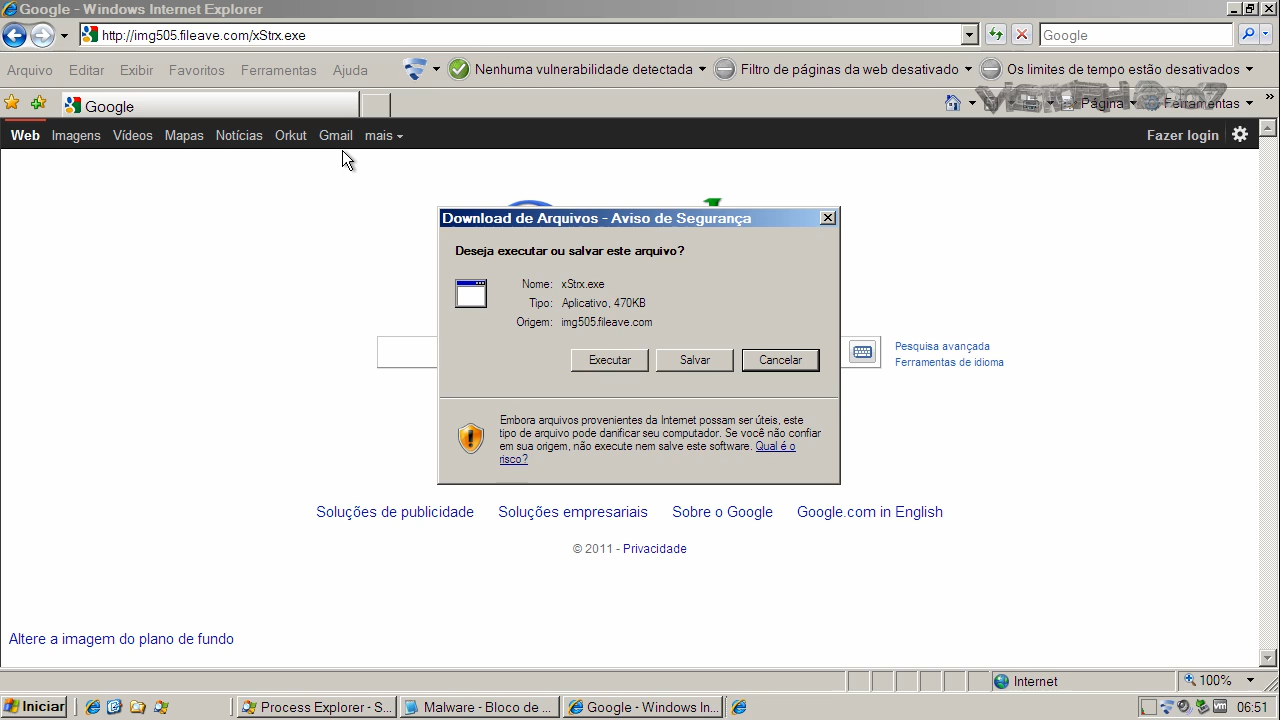 Google - Windows Internet Explorer
http://img505.fileave.com/xStrx.exe
Google
Arquivo Editar Exibir Favoritos Ferramentas Ajuda
Nenhuma vulnerabilidade detectada
Filtro de páginas da web desativado
Os limites de tempo estão desativados
Google
Página
Ferramentas
Web Imagens Vídeos Mapas Notícias Orkut Gmail mais
Fazer login
Download de Arquivos - Aviso de Segurança
Deseja executar ou salvar este arquivo?
Nome: xStrx.exe
Tipo: Aplicativo, 470KB
Origem: img505.fileave.com
Executar Salvar Cancelar
Embora arquivos provenientes da Internet possam ser úteis, este
tipo de arquivo pode danificar seu computador. Se você não confiar
em sua origem, não execute nem salve este software. Qual é o
risco?
Pesquisa avançada
Ferramentas de idioma
Soluções de publicidade Soluções empresariais Sobre o Google Google.com in English
© 2011 - Privacidade
Altere a imagem do plano de fundo
Internet
100%
Iniciar
Process Explorer - S...
Malware - Bloco de ...
Google - Windows In...
06:51